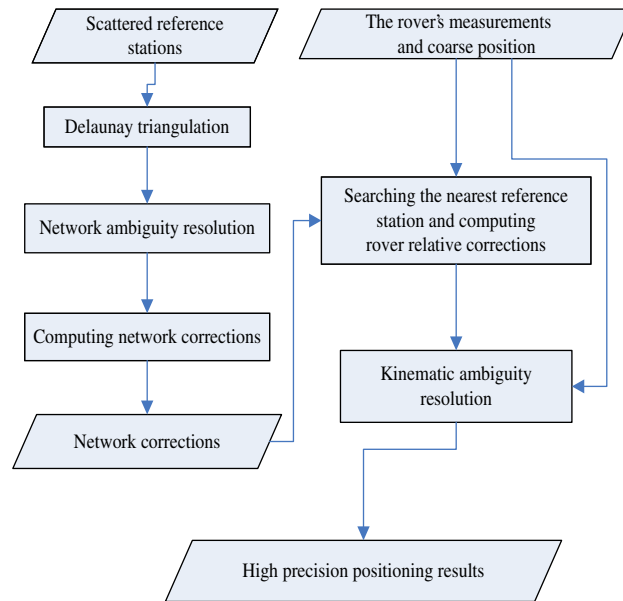 Scattered reference
stations
Delaunay triangulation
Network ambiguity resolution
Computing network corrections
Network corrections
The rover's measurements
and coarse position
Searching the nearest reference
station and computing
rover relative corrections
Kinematic ambiguity
resolution
High precision positioning results